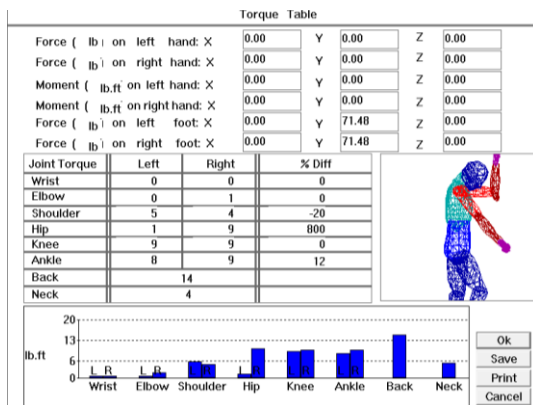 Torque Table
Force ( lb ) on left hand: X 0.00 Y 0.00 Z 0.00
Force ( lb ) on right hand: X 0.00 Y 0.00 Z 0.00
Moment ( lb.ft on left hand: X 0.00 Y 0.00 Z 0.00
Moment ( lb.ft on right hand: X 0.00 Y 0.00 Z 0.00
Force ( lb ) on left foot: X 0.00 Y 71.48 Z 0.00
Force ( lb ) on right foot: X 0.00 Y 71.48 Z 0.00
Joint Torque Left Right % Diff
Wrist 0 0 0
Elbow 0 1 0
Shoulder 5 4 -20
Hip 1 9 800
Knee 9 9 0
Ankle 8 9 12
Back 14
Neck 4
20
13
6
0
lb.ft
L R L R L R L R L R L R
Wrist Elbow Shoulder Hip Knee Ankle Back Neck
Ok
Save
Print
Cancel